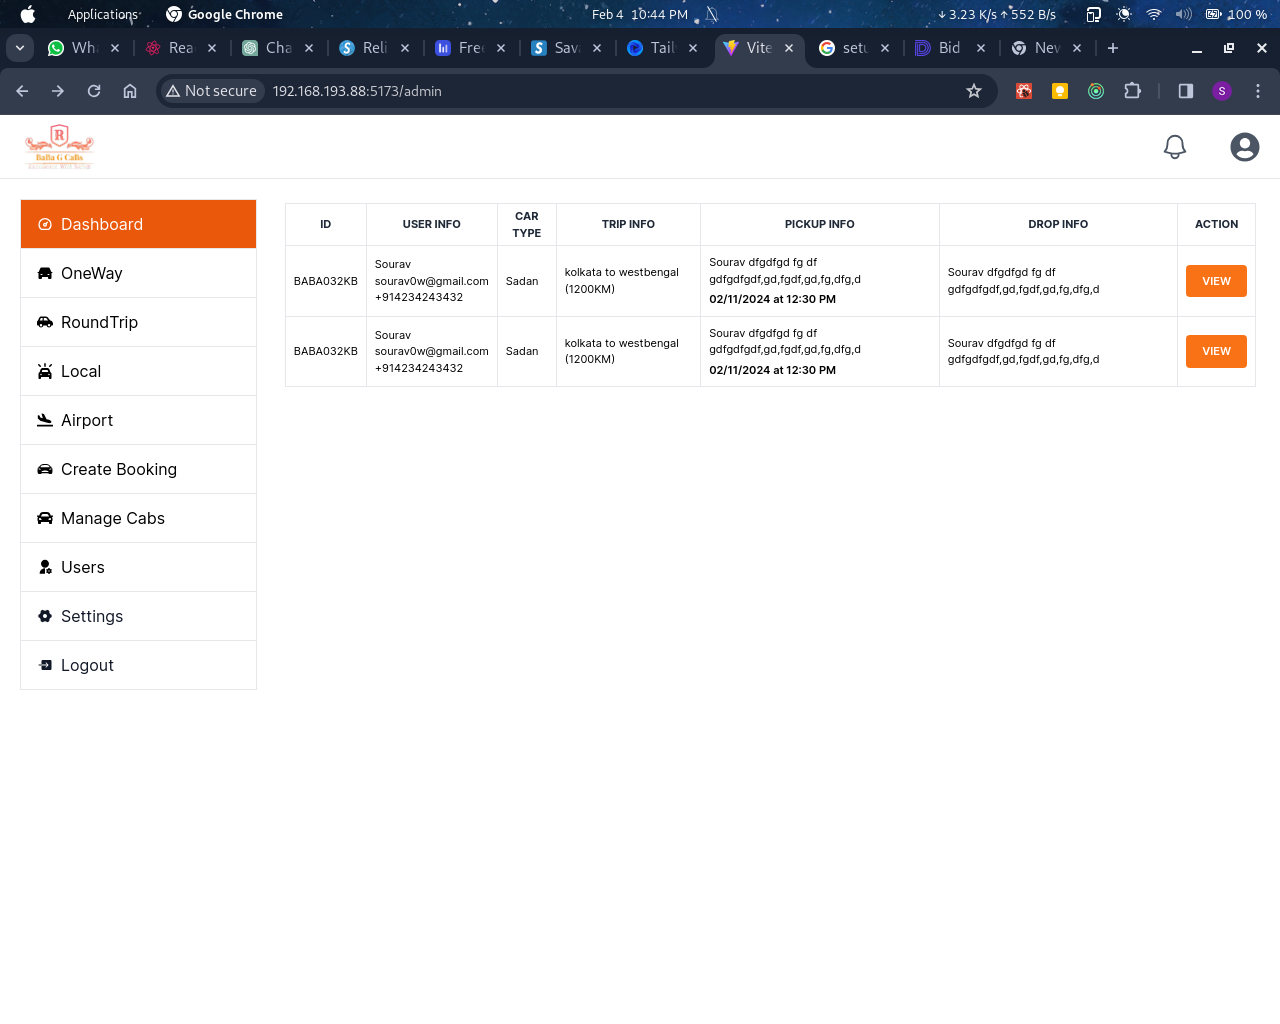 Applications
Google Chrome
Feb 4 10:44 PM
↓ 3.23 K/s ↑ 552 B/s
100 %
Wha
Rea
Cha
Reli
Free
Sava
Tail
Vite
setu
Bid
New
Not secure
192.168.193.88:5173/admin
S
R
BaBa G Cabs
Dashboard
OneWay
RoundTrip
Local
Airport
Create Booking
Manage Cabs
Users
Settings
Logout
ID
USER INFO
CAR
TYPE
TRIP INFO
PICKUP INFO
DROP INFO
ACTION
BABA032KB
Sourav
sourav0w@gmail.com
+914234243432
Sadan
kolkata to westbengal
(1200KM)
Sourav dfgdfgd fg df
gdfgdfgdf,gd,fgdf,gd,fg,dfg,d
02/11/2024 at 12:30 PM
Sourav dfgdfgd fg df
gdfgdfgdf,gd,fgdf,gd,fg,dfg,d
VIEW
BABA032KB
Sourav
sourav0w@gmail.com
+914234243432
Sadan
kolkata to westbengal
(1200KM)
Sourav dfgdfgd fg df
gdfgdfgdf,gd,fgdf,gd,fg,dfg,d
02/11/2024 at 12:30 PM
Sourav dfgdfgd fg df
gdfgdfgdf,gd,fgdf,gd,fg,dfg,d
VIEW